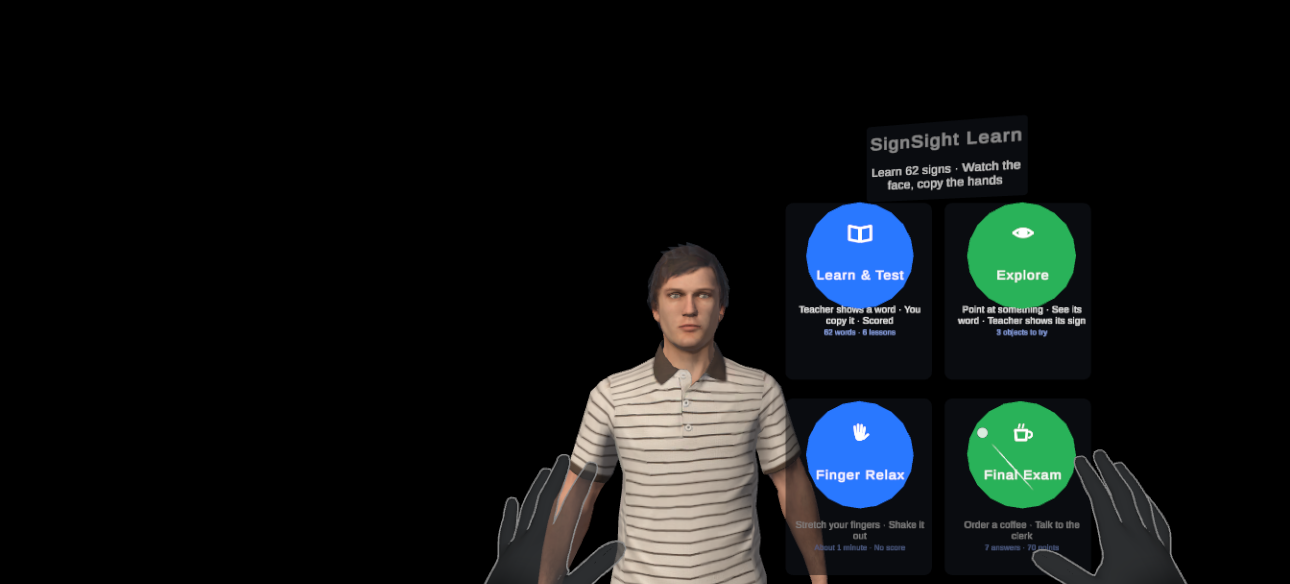 SignSight Learn
Learn 62 signs · Watch the
face, copy the hands
Learn & Test
Teacher shows a word · You
copy it · Scored
62 words · 6 lessons
Explore
Point at something · See its
word · Teacher shows its sign
3 objects to try
Finger Relax
Stretch your fingers · Shake it
out
About 1 minute · No score
Final Exam
Order a coffee · Talk to the
clerk
7 answers · 70 points